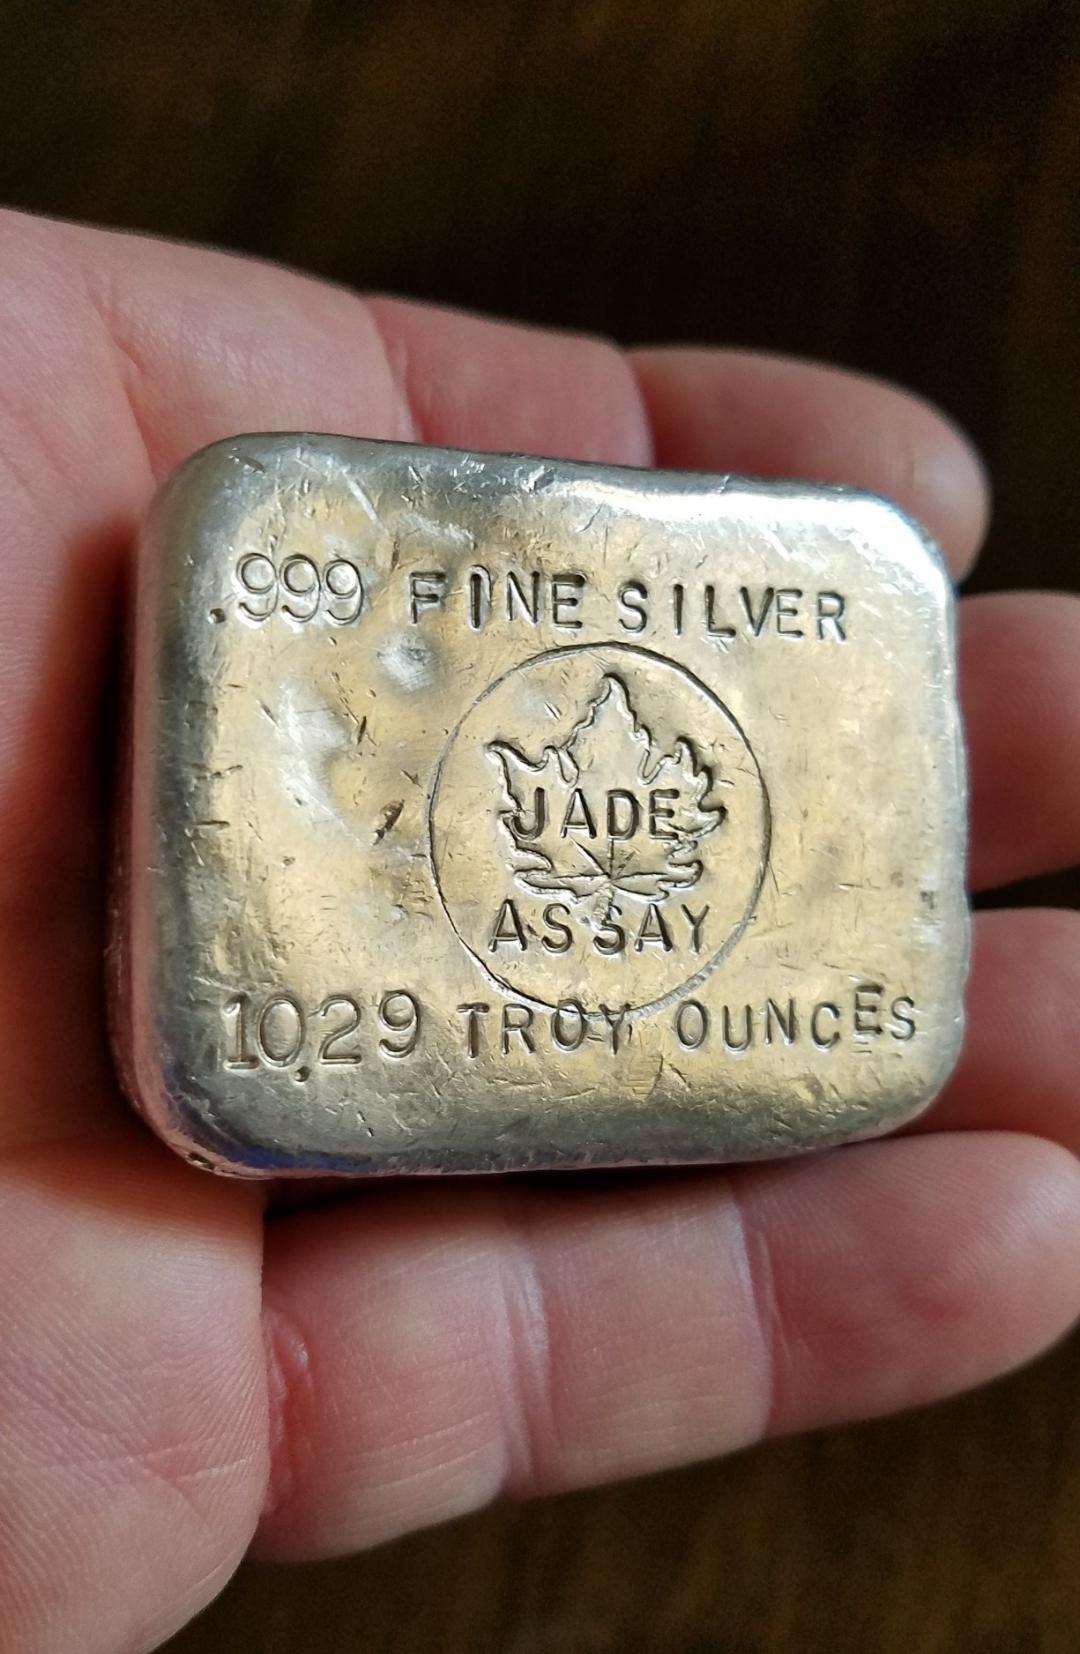 .999 FINE SILVER
JADE
ASSAY
10.29 TROY OUNCES